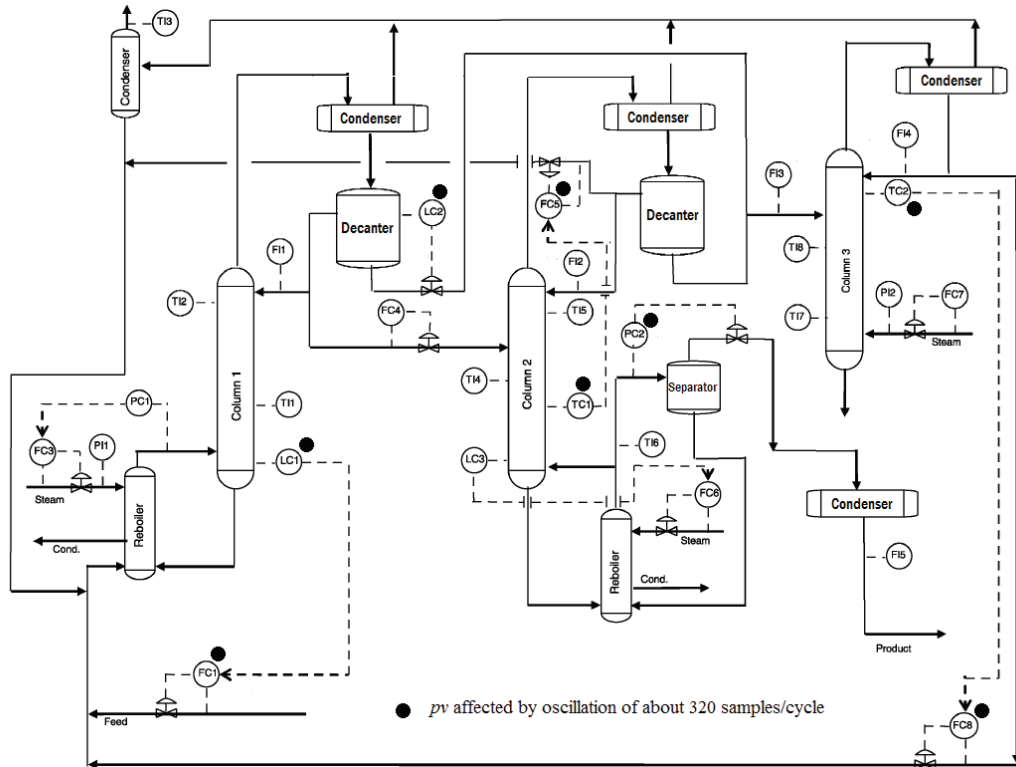 TI3
Condenser
Condenser
Condenser
Condenser
FI4
FI3
TC2
LC2
FC5
Decanter
Decanter
FI1
FI2
TI8
Column 3
TI2
FC4
TI5
PC2
PI2
FC7
TI7
Steam
Column 1
Column 2
TI4
Separator
PC1
TI1
TC1
FC3
PI1
LC1
LC3
TI6
FC6
Steam
Steam
Condenser
Reboiler
Cond.
Reboiler
Cond.
FI5
Product
FC1
Feed
pv affected by oscillation of about 320 samples/cycle
FC8